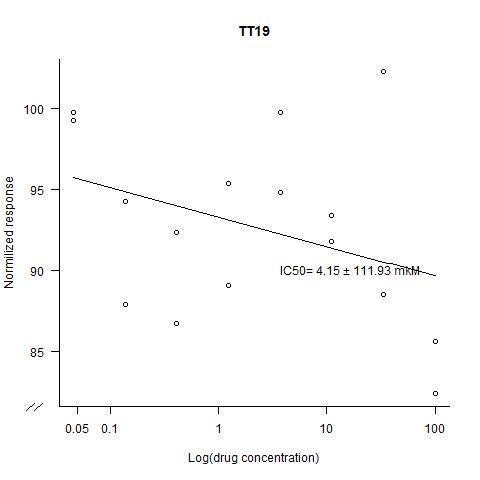 TT19
Normilized response
100
95
90
85
IC50= 4.15 ± 111.93 mkM
0.05 0.1 1 10 100
Log(drug concentration)